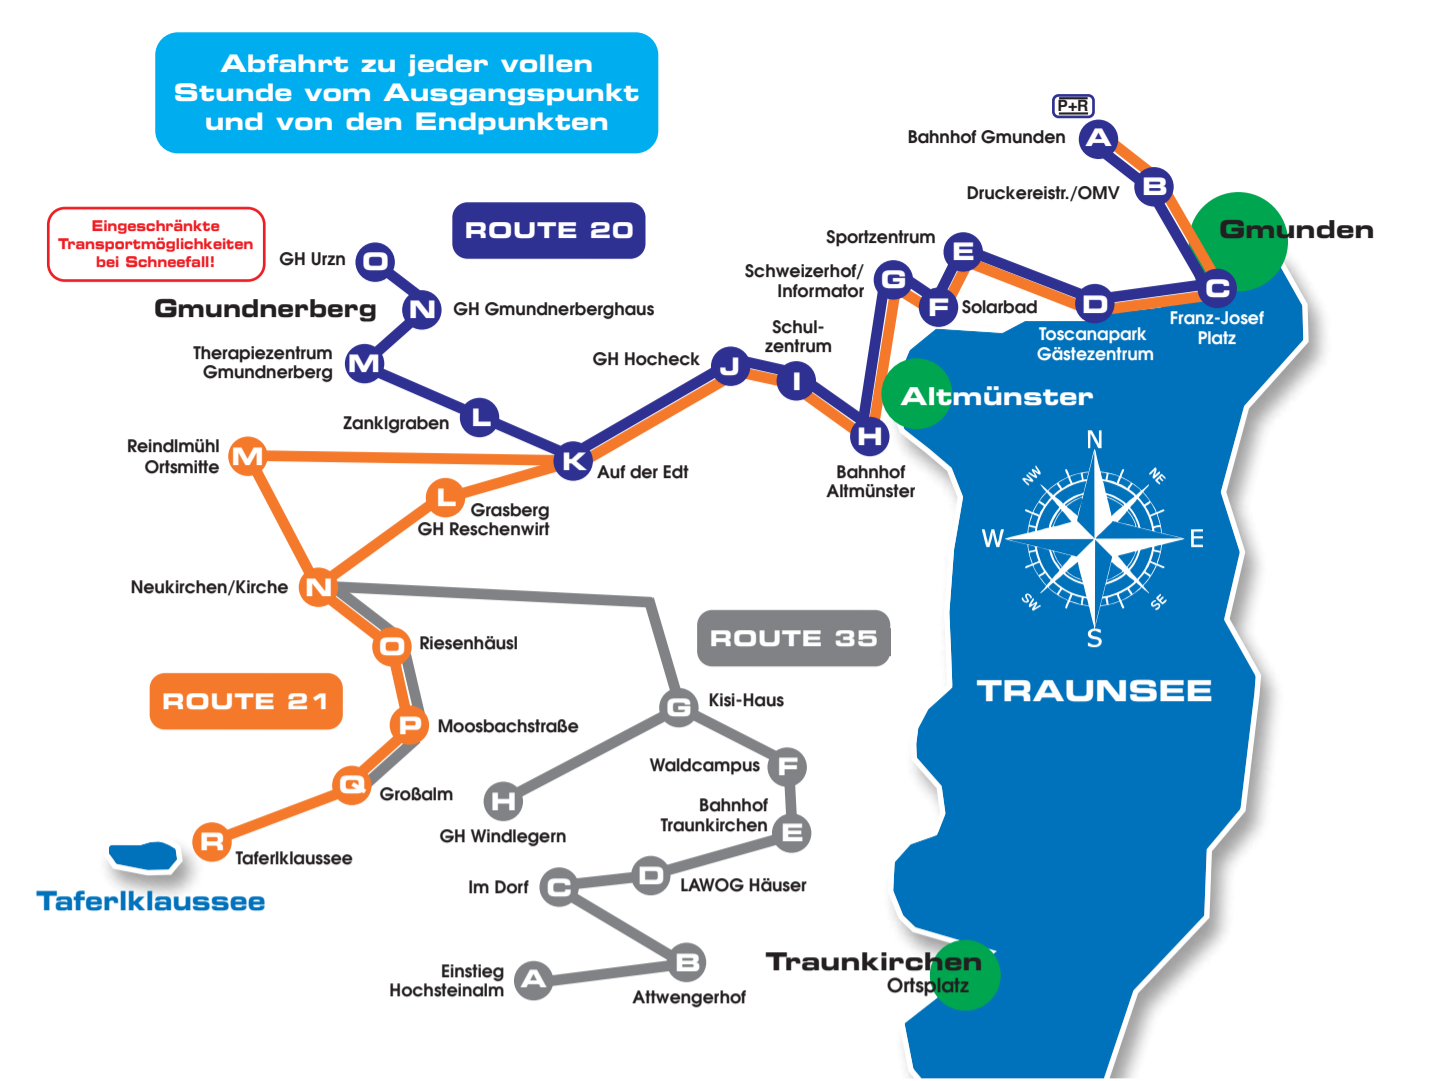 Abfahrt zu jeder vollen
Stunde vom Ausgangspunkt
und von den Endpunkten
P+R
A
Bahnhof Gmunden
B
Druckereistr./OMV
Eingeschränkte
Transportmöglichkeiten
bei Schneefall!
ROUTE 20
Gmunden
GH Urzn
O
Sportzentrum
E
Schweizerhof/
Informator
G
F
Solarbad
D
C
Franz-Josef
Platz
Toscanapark
Gästezentrum
Gmundnerberg
N
GH Gmundnerberghaus
Schul-
zentrum
Therapiezentrum
Gmundnerberg
M
GH Hocheck
J
I
Altmünster
Zanklgraben
L
H
Bahnhof
Altmünster
Reindlmühl
Ortsmitte
M
K
Auf der Edt
L
Grasberg
GH Reschenwirt
N
NW
NE
W
E
SW
SE
S
Neukirchen/Kirche
N
O
Riesenhäusl
ROUTE 35
ROUTE 21
TRAUNSEE
G
Kisi-Haus
P
Moosbachstraße
Waldcampus
F
Q
Großalm
H
GH Windlegern
Bahnhof
Traunkirchen
E
R
Taferlklaussee
Im Dorf
C
D
LAWOG Häuser
Taferlklaussee
Einstieg
Hochsteinalm
A
B
Attwengerhof
Traunkirchen
Ortsplatz